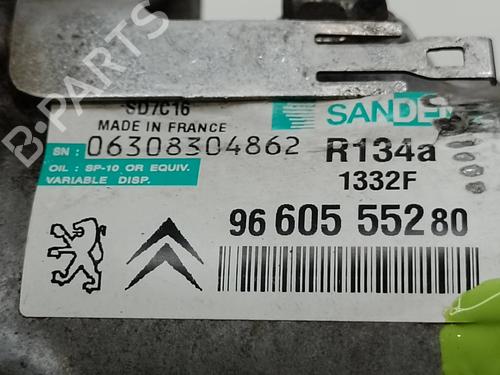 B-PARTS
SD7C16
MADE IN FRANCE
SN : 06308304862
OIL : SP-10 OR EQUIV.
VARIABLE DISP.
R134a
1332F
96 605 552 80